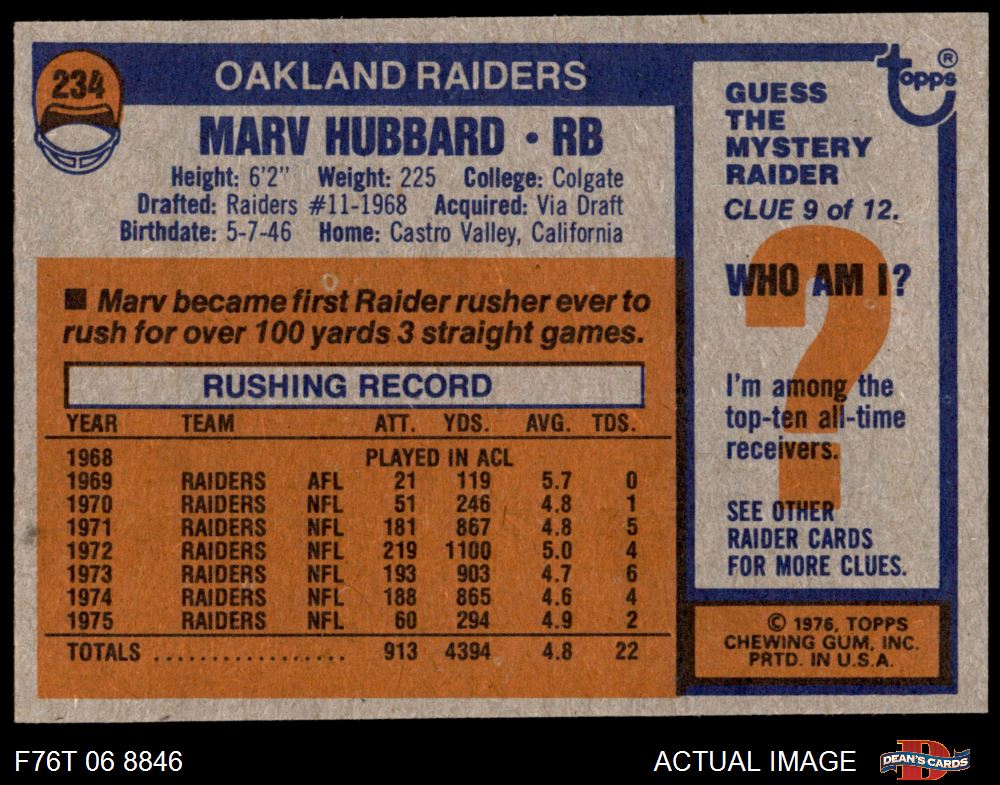 234
OAKLAND RAIDERS
MARV HUBBARD • RB
Height: 6'2" Weight: 225 College: Colgate
Drafted: Raiders #11-1968 Acquired: Via Draft
Birthdate: 5-7-46 Home: Castro Valley, California
■ Marv became first Raider rusher ever to
rush for over 100 yards 3 straight games.
RUSHING RECORD
YEAR TEAM ATT. YDS. AVG. TDS.
1968 PLAYED IN ACL
1969 RAIDERS AFL 21 119 5.7 0
1970 RAIDERS NFL 51 246 4.8 1
1971 RAIDERS NFL 181 867 4.8 5
1972 RAIDERS NFL 219 1100 5.0 4
1973 RAIDERS NFL 193 903 4.7 6
1974 RAIDERS NFL 188 865 4.6 4
1975 RAIDERS NFL 60 294 4.9 2
TOTALS .................. 913 4394 4.8 22
topps®
GUESS
THE
MYSTERY
RAIDER
CLUE 9 of 12.
?
WHO AM I?
I'm among the
top-ten all-time
receivers.
SEE OTHER
RAIDER CARDS
FOR MORE CLUES.
© 1976, TOPPS
CHEWING GUM, INC.
PRTD. IN U.S.A.
F76T 06 8846
ACTUAL IMAGE
D
DEAN'S CARDS